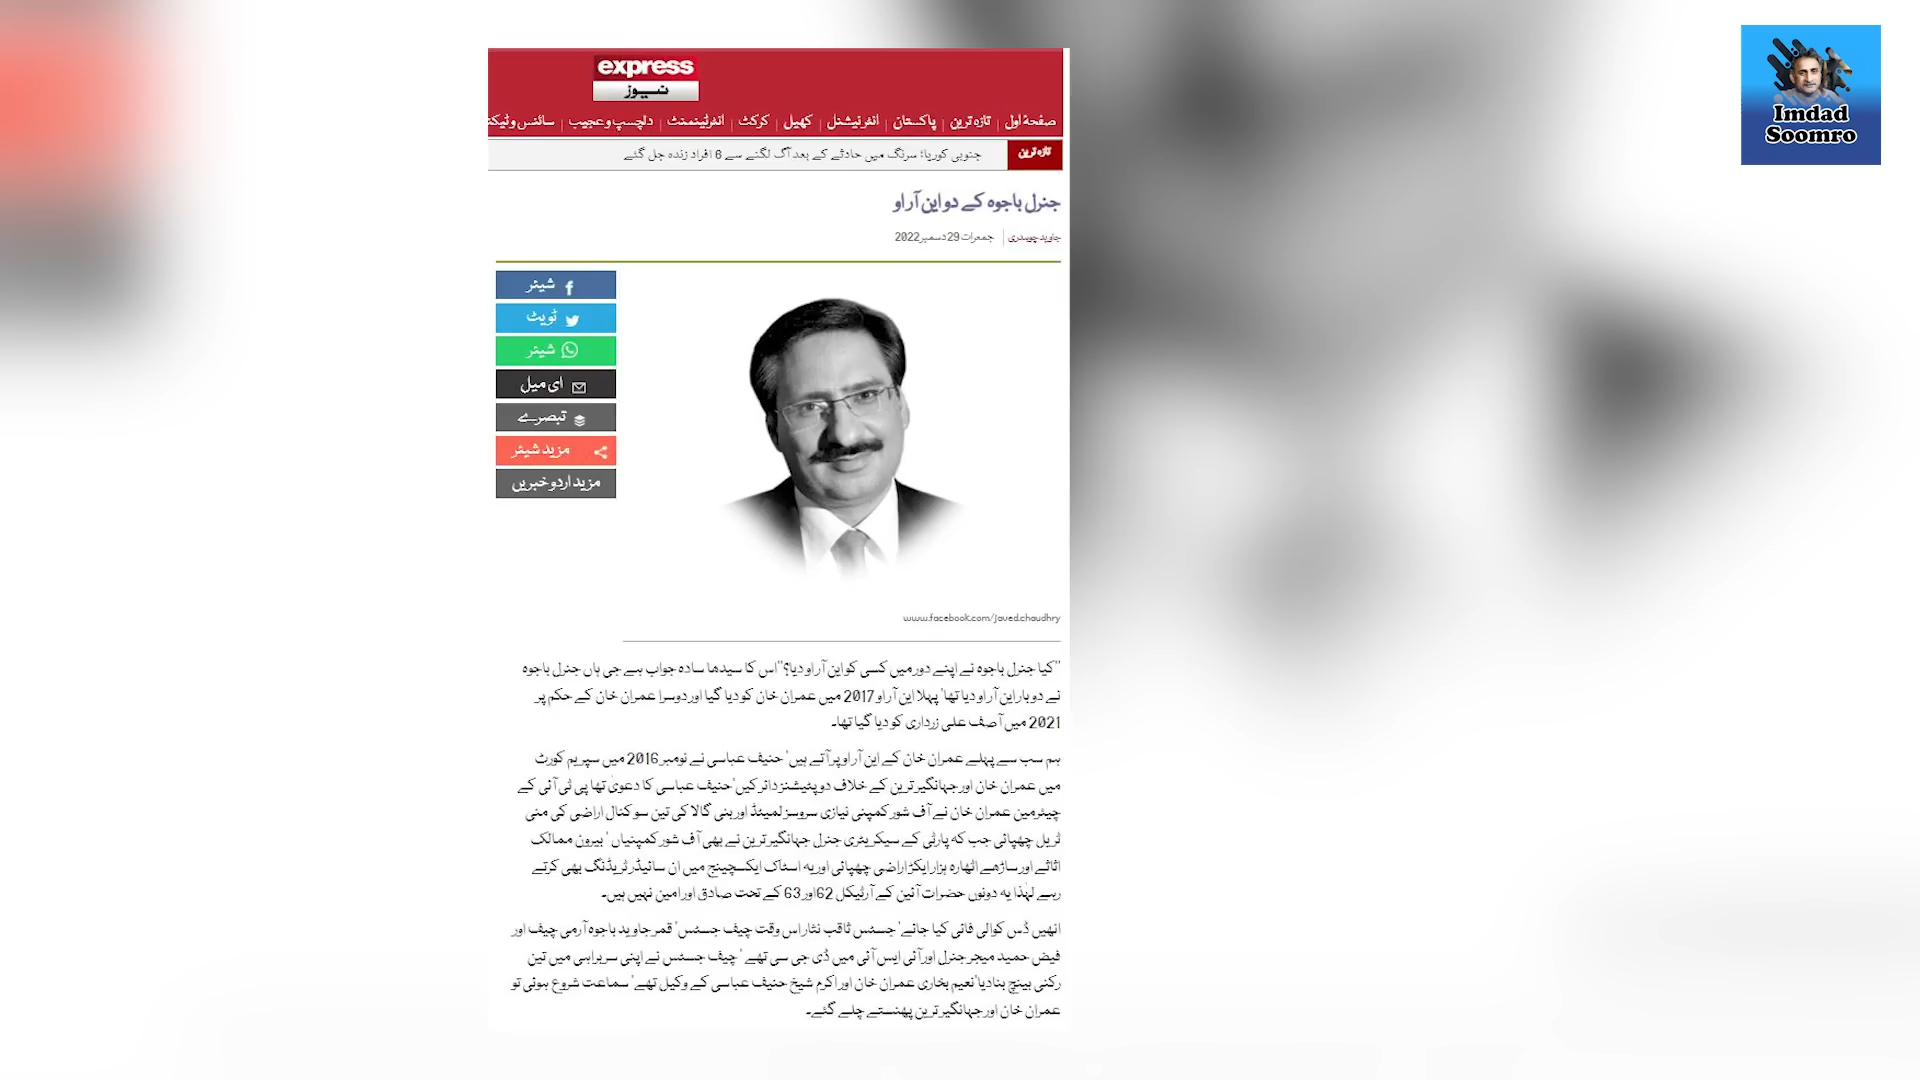 express
نیوز
صفحۂ اول | تازہ ترین | پاکستان | انٹر نیشنل | کھیل | کرکٹ | انٹرٹینمنٹ | دلچسپ و عجیب | سائنس و ٹیکنا
تازہ ترین
جنوبی کوریا؛ سرنگ میں حادثے کے بعد آگ لگنے سے 6 افراد زندہ جل گئے
Imdad
Soomro
جنرل باجوہ کے دو این آر او
جاوید چوہدری | جمعرات 29 دسمبر 2022
شیئر
ٹویٹ
شیئر
ای میل
تبصرے
مزید شیئر
مزید اردو خبریں
www.facebook.com/javed.chaudhry
’’کیا جنرل باجوہ نے اپنے دور میں کسی کو این آر او دیا؟‘‘ اس کا سیدھا سادہ جواب ہے جی ہاں جنرل باجوہ
نے دو بار این آر او دیا تھا‘ پہلا این آر او 2017 میں عمران خان کو دیا گیا اور دوسرا عمران خان کے حکم پر
2021 میں آصف علی زرداری کو دیا گیا تھا۔
ہم سب سے پہلے عمران خان کے این آر او پر آتے ہیں‘ حنیف عباسی نے نومبر 2016 میں سپریم کورٹ
میں عمران خان اور جہانگیر ترین کے خلاف دو پٹیشنز دائر کیں‘ حنیف عباسی کا دعویٰ تھا پی ٹی آئی کے
چیئرمین عمران خان نے آف شور کمپنی نیازی سروسز لمیٹڈ اور بنی گالا کی تین سو کنال اراضی کی منی
ٹریل چھپائی جب کہ پارٹی کے سیکریٹری جنرل جہانگیر ترین نے بھی آف شور کمپنیاں‘ بیرون ممالک
اثاثے اور ساڑھے اٹھارہ ہزار ایکڑ اراضی چھپائی اور یہ اسٹاک ایکسچینج میں ان سائیڈر ٹریڈنگ بھی کرتے
رہے لہٰذا یہ دونوں حضرات آئین کے آرٹیکل 62 اور 63 کے تحت صادق اور امین نہیں ہیں۔
انھیں ڈس کوالی فائی کیا جائے‘ جسٹس ثاقب نثار اس وقت چیف جسٹس‘ قمر جاوید باجوہ آرمی چیف اور
فیض حمید میجر جنرل اور آئی ایس آئی میں ڈی جی سی تھے‘ چیف جسٹس نے اپنی سربراہی میں تین
رکنی بینچ بنا دیا‘ نعیم بخاری عمران خان اور اکرم شیخ حنیف عباسی کے وکیل تھے‘ سماعت شروع ہوئی تو
عمران خان اور جہانگیر ترین پھنستے چلے گئے۔